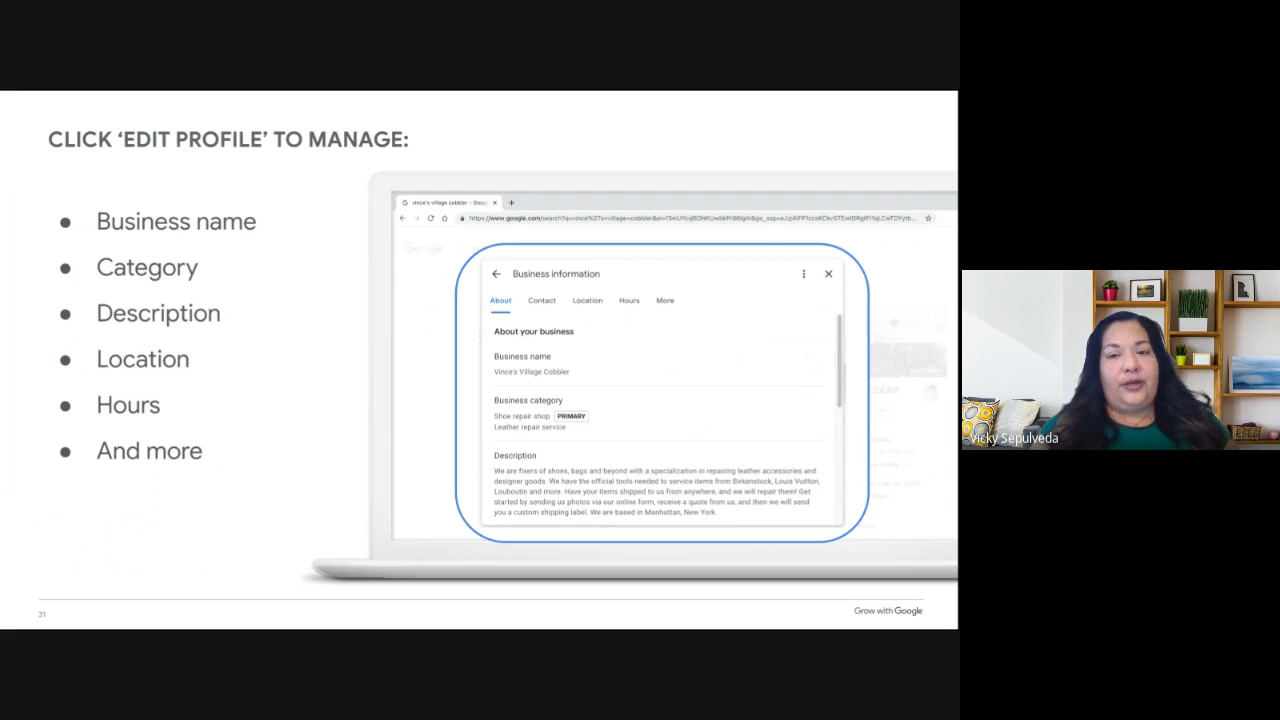 CLICK ‘EDIT PROFILE’ TO MANAGE:
● Business name
● Category
● Description
● Location
● Hours
● And more
vince's village cobbler - Goog
Google
Business information
About Contact Location Hours More
About your business
Business name
Vince's Village Cobbler
Business category
Shoe repair shop PRIMARY
Leather repair service
Description
We are fixers of shoes, bags and beyond with a specialization in repairing leather accessories and
designer goods. We have the official tools needed to service items from Birkenstock, Louis Vuitton,
Louboutin and more. Have your items shipped to us from anywhere, and we will repair them! Get
started by sending us photos via our online form, receive a quote from us, and then we will send
you a custom shipping label. We are based in Manhattan, New York.
31
Grow with Google
Vicky Sepulveda